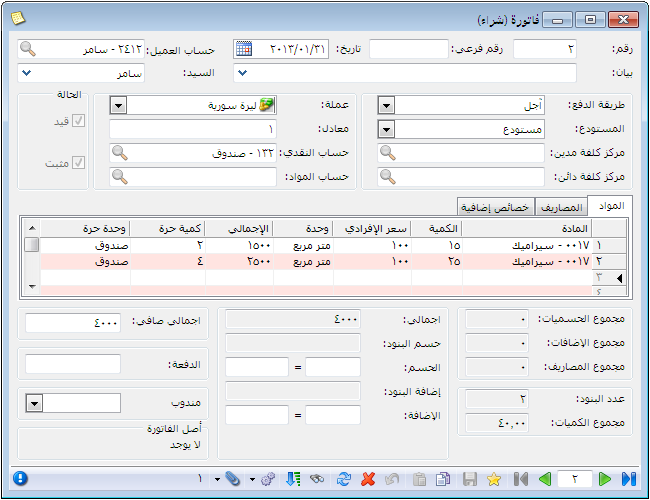 فاتورة (شراء)
رقم: ٢ رقم فرعي: تاريخ: ٢٠١٣/٠١/٣١ حساب العميل: ٢٤١٢ - سامر
بيان: السيد: سامر
طريقة الدفع: آجل
المستودع: مستودع
مركز كلفة مدين:
مركز كلفة دائن:
عملة: ليرة سورية
معادل: ١
حساب النقدي: ١٣٢ - صندوق
حساب المواد:
الحالة
قيد
مثبت
المواد المصاريف خصائص إضافية
المادة الكمية سعر الإفرادي وحدة الإجمالي كمية حرة وحدة حرة
١ ٠٠١٧ - سيراميك ١٥ ١٠٠ متر مربع ١٥٠٠ ٢ صندوق
٢ ٠٠١٧ - سيراميك ٢٥ ١٠٠ متر مربع ٢٥٠٠ ٤ صندوق
٣
مجموع الحسميات: ٠
مجموع الإضافات: ٠
مجموع المصاريف: ٠
عدد البنود: ٢
مجموع الكميات: ٤٠,٠٠
اجمالي: ٤٠٠٠
حسم البنود:
الحسم: =
إضافة البنود:
الإضافة: =
اجمالي صافي: ٤٠٠٠
الدفعة:
مندوب
أصل الفاتورة
لا يوجد
٢ ١